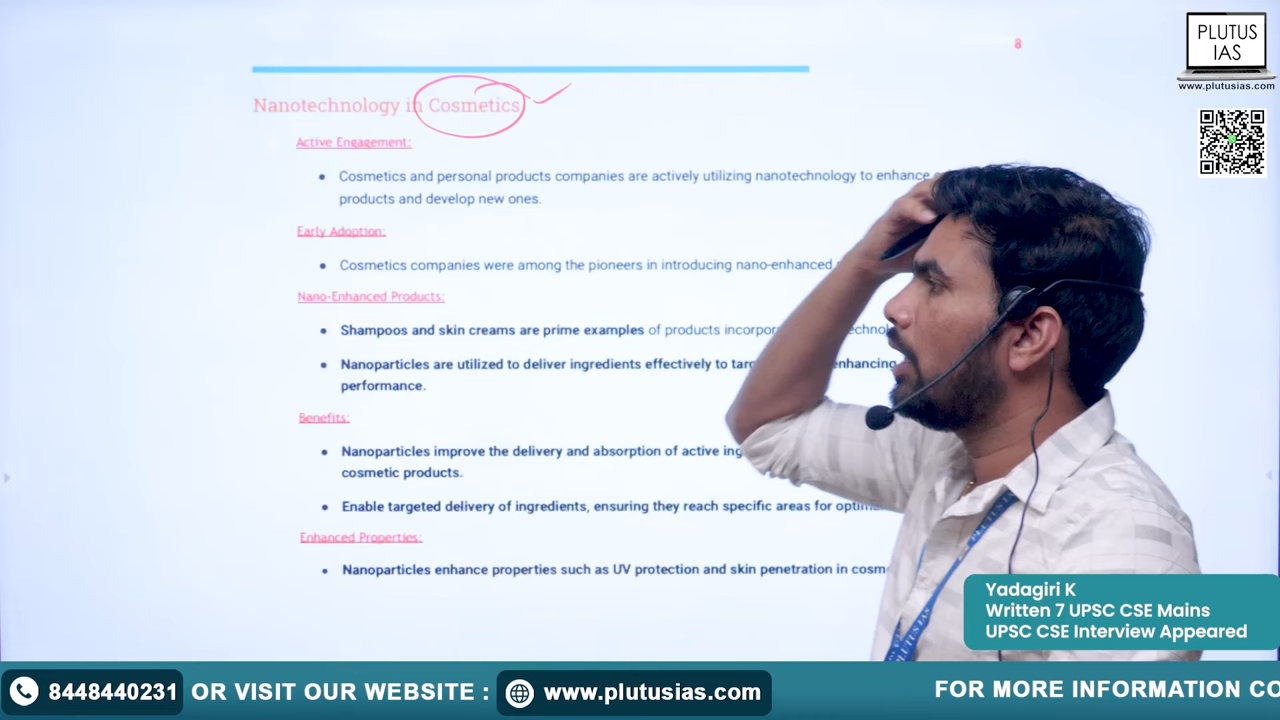 8
PLUTUS
IAS
www.plutusias.com
Nanotechnology in Cosmetics
Active Engagement:
Cosmetics and personal products companies are actively utilizing nanotechnology to enhance
products and develop new ones.
Early Adoption:
Cosmetics companies were among the pioneers in introducing nano-enhanced
Nano-Enhanced Products:
Shampoos and skin creams are prime examples of products
Nanoparticles are utilized to deliver ingredients effectively to enhancing
performance.
Benefits:
Nanoparticles improve the delivery and absorption of active
cosmetic products.
Enable targeted delivery of ingredients, ensuring they reach specific areas for
Enhanced Properties:
Nanoparticles enhance properties such as UV protection and skin penetration in
PLUTUS IAS
Yadagiri K
Written 7 UPSC CSE Mains
UPSC CSE Interview Appeared
8448440231 OR VISIT OUR WEBSITE : www.plutusias.com FOR MORE INFORMATION CO